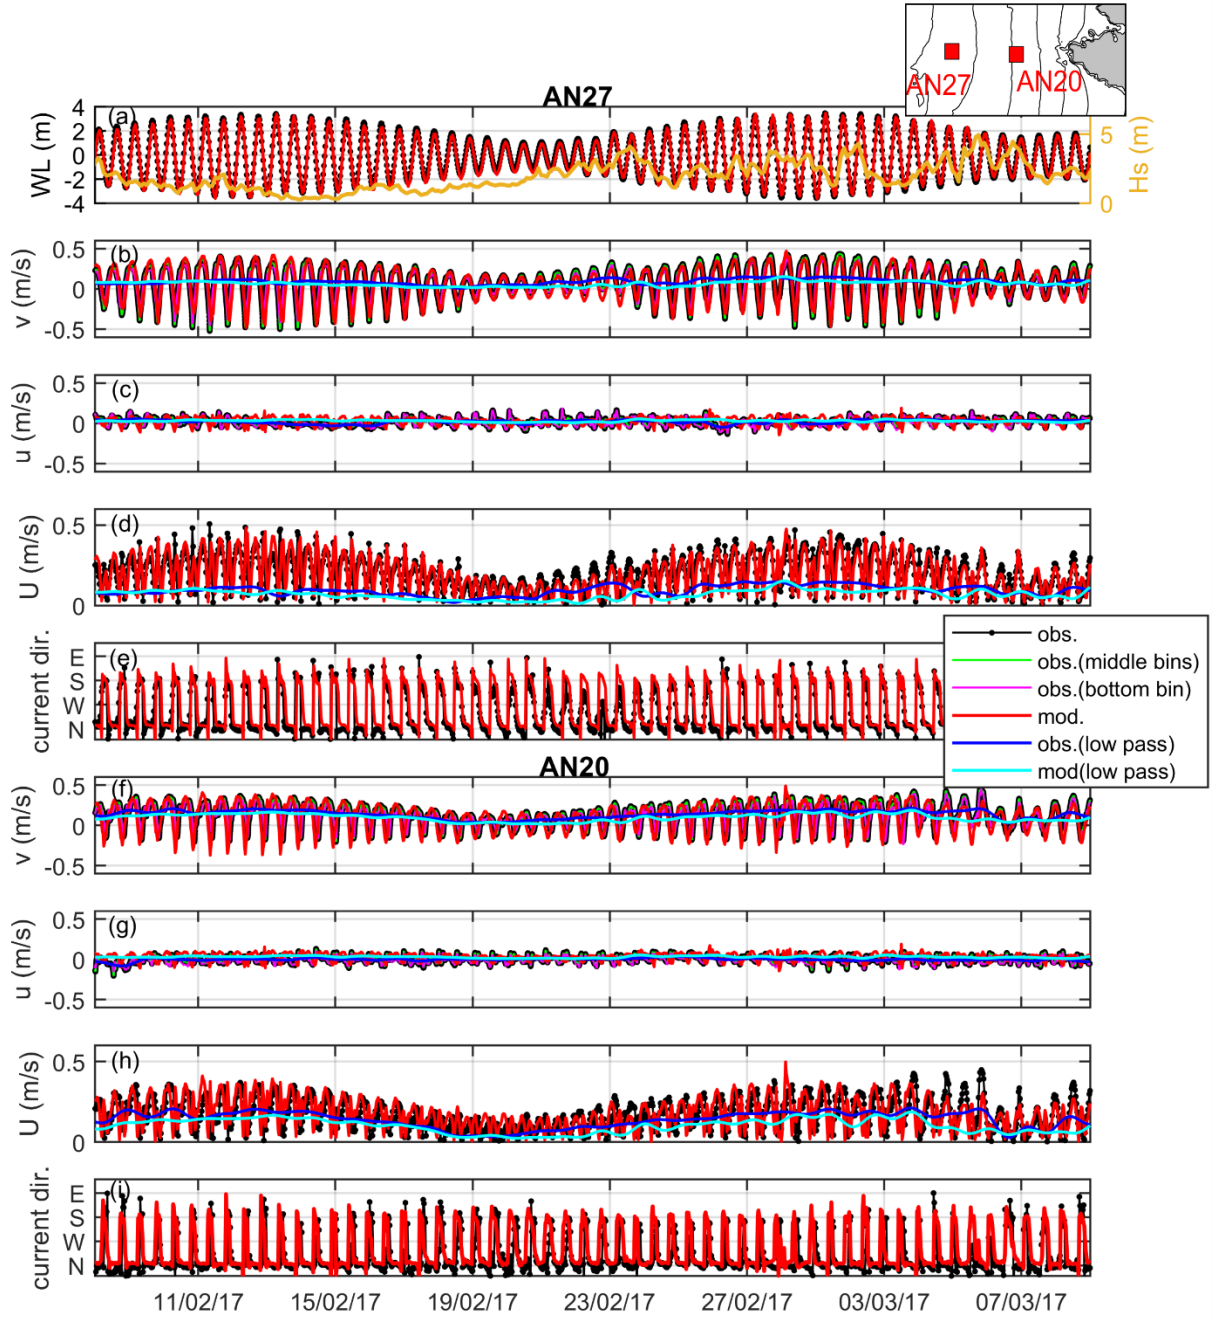 AN27 AN20
AN27
(a)
WL (m)
4
2
0
-2
-4
5
0
Hs (m)
(b)
v (m/s)
0.5
0
-0.5
(c)
u (m/s)
0.5
0
-0.5
(d)
U (m/s)
0.5
0
(e)
current dir.
E
S
W
N
obs.
obs.(middle bins)
obs.(bottom bin)
mod.
obs.(low pass)
mod(low pass)
AN20
(f)
v (m/s)
0.5
0
-0.5
(g)
u (m/s)
0.5
0
-0.5
(h)
U (m/s)
0.5
0
(i)
current dir.
E
S
W
N
11/02/17 15/02/17 19/02/17 23/02/17 27/02/17 03/03/17 07/03/17